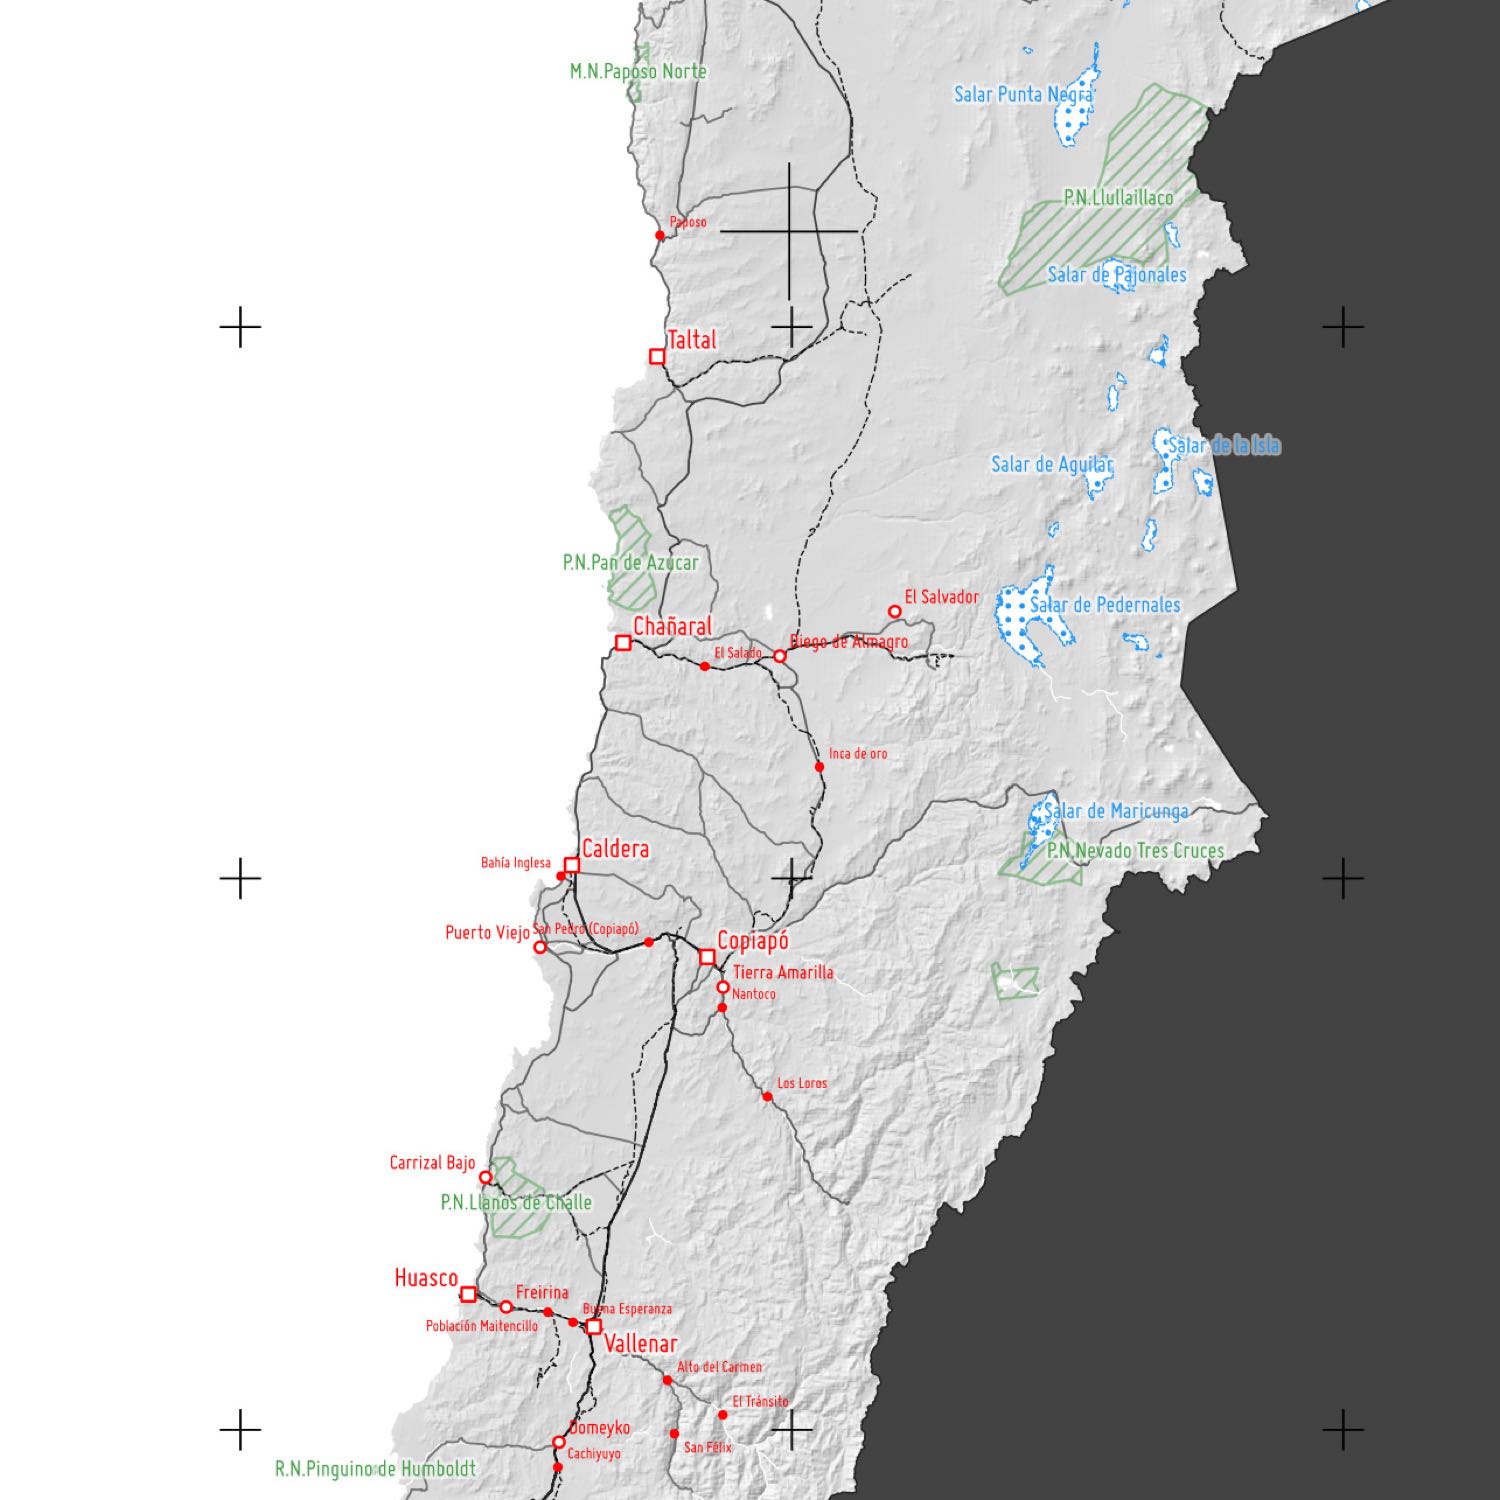 M.N.Paposo Norte
Salar Punta Negra
P.N.Llullaillaco
Paposo
Salar de Pajonales
Taltal
Salar de la Isla
Salar de Aguilar
P.N.Pan de Azucar
El Salvador
Salar de Pedernales
Chañaral
Diego de Almagro
El Salado
Inca de oro
Salar de Maricunga
Caldera
P.N.Nevado Tres Cruces
Bahía Inglesa
Puerto Viejo
San Pedro (Copiapó)
Copiapó
Tierra Amarilla
Nantoco
Los Loros
Carrizal Bajo
P.N.Llanos de Challe
Huasco
Freirina
Buena Esperanza
Población Maitencillo
Vallenar
Alto del Carmen
El Tránsito
Domeyko
San Félix
Cachiyuyo
R.N.Pinguino de Humboldt